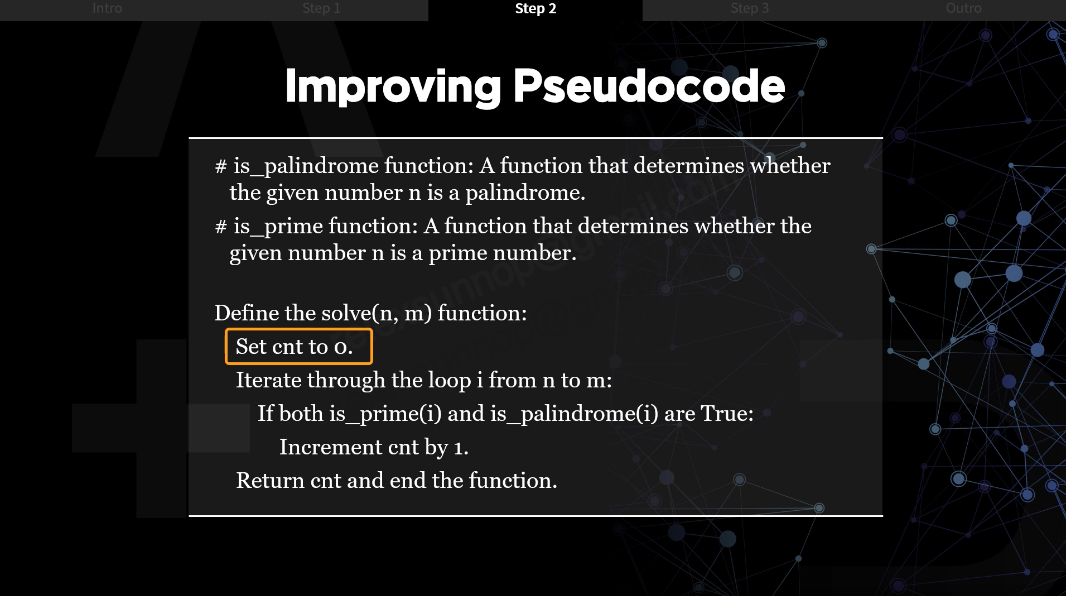 Intro
Step 1
Step 2
Step 3
Outro
Improving Pseudocode
# is_palindrome function: A function that determines whether
the given number n is a palindrome.
# is_prime function: A function that determines whether the
given number n is a prime number.
Define the solve(n, m) function:
Set cnt to 0.
Iterate through the loop i from n to m:
If both is_prime(i) and is_palindrome(i) are True:
Increment cnt by 1.
Return cnt and end the function.